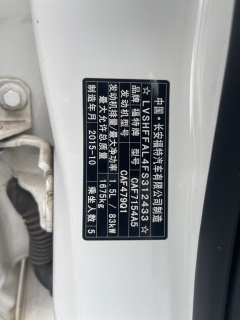 中国·长安福特汽车有限公司制造
★LVSHFFAL4FS312433★
品牌 福特牌 型号 CAF7154A5
发动机型号 CAF479Q1
发动机排量/最大净功率 1.5L / 83kW
最大允许总质量 1675kg
制造年月 2015-10 乘坐人数 5